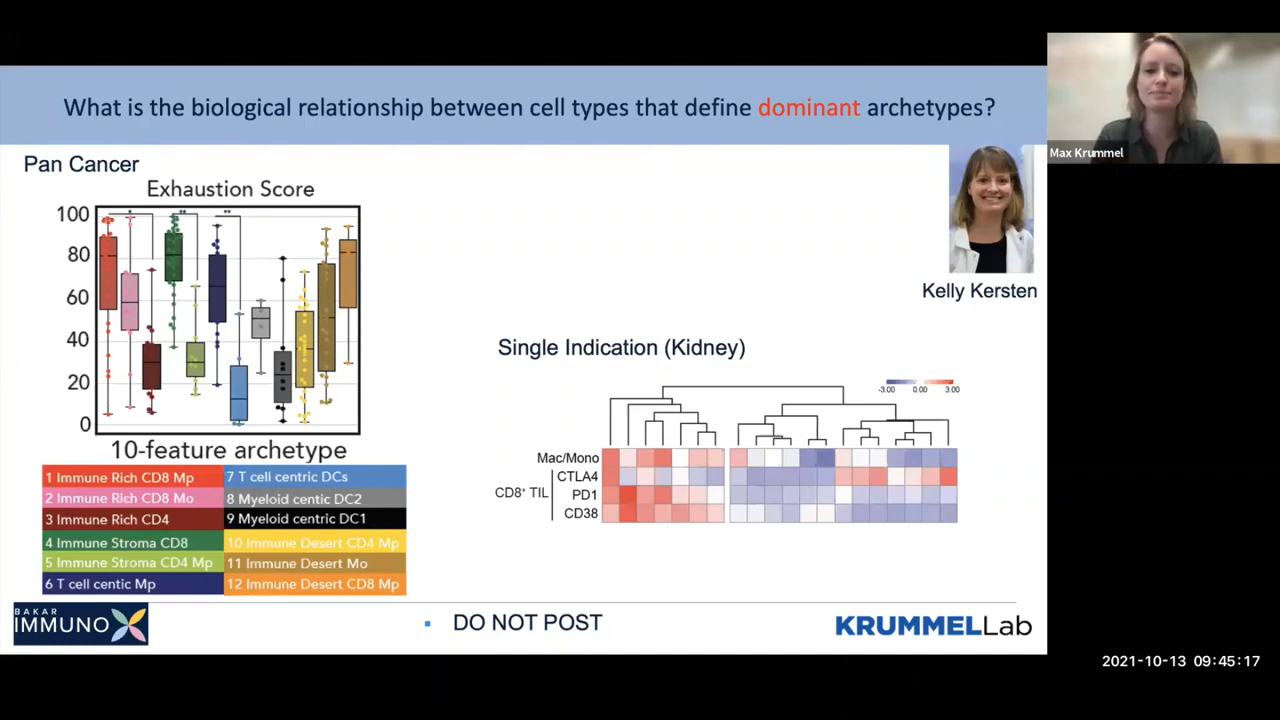 What is the biological relationship between cell types that define dominant archetypes?
Max Krummel
Pan Cancer
Exhaustion Score
100
80
60
40
20
0
*
**
**
10-feature archetype
1 Immune Rich CD8 Mp
2 Immune Rich CD8 Mo
3 Immune Rich CD4
4 Immune Stroma CD8
5 Immune Stroma CD4 Mp
6 T cell centic Mp
7 T cell centric DCs
8 Myeloid centic DC2
9 Myeloid centric DC1
10 Immune Desert CD4 Mp
11 Immune Desert Mo
12 Immune Desert CD8 Mp
Kelly Kersten
Single Indication (Kidney)
-3.00 0.00 3.00
Mac/Mono
CTLA4
CD8+ TIL
PD1
CD38
BAKAR
IMMUNO
DO NOT POST
KRUMMELLab
2021-10-13 09:45:17